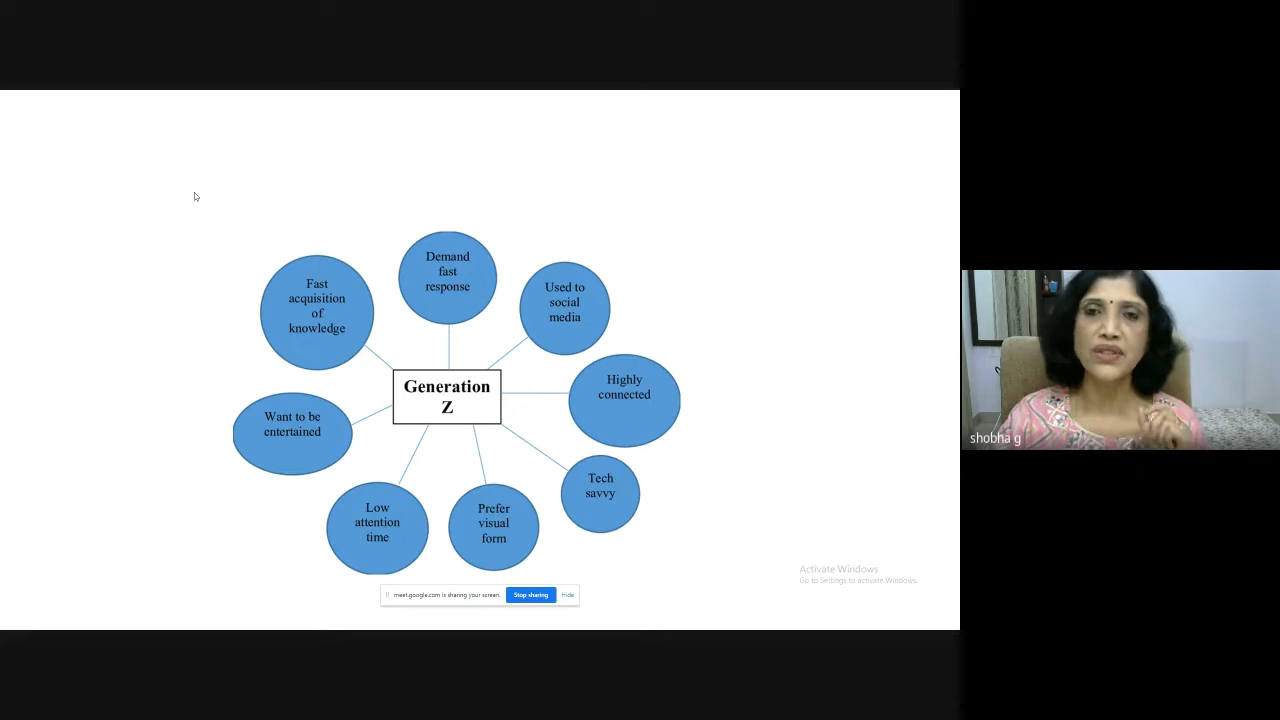 Demand
fast
response
Used to
social
media
Highly
connected
Tech
savvy
Prefer
visual
form
Low
attention
time
Want to be
entertained
Fast
acquisition
of
knowledge
Generation
Z
shobha g
Activate Windows
Go to Settings to activate Windows.
meet.google.com is sharing your screen.
Stop sharing
Hide